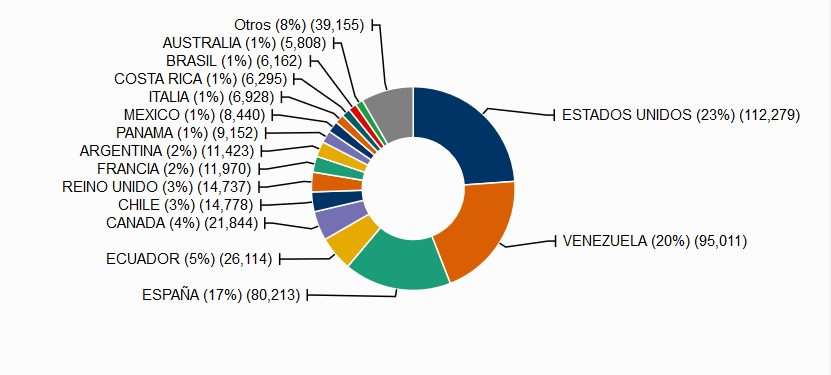 Otros (8%) (39,155)
AUSTRALIA (1%) (5,808)
BRASIL (1%) (6,162)
COSTA RICA (1%) (6,295)
ITALIA (1%) (6,928)
MEXICO (1%) (8,440)
PANAMA (1%) (9,152)
ARGENTINA (2%) (11,423)
FRANCIA (2%) (11,970)
REINO UNIDO (3%) (14,737)
CHILE (3%) (14,778)
CANADA (4%) (21,844)
ECUADOR (5%) (26,114)
ESPAÑA (17%) (80,213)
ESTADOS UNIDOS (23%) (112,279)
VENEZUELA (20%) (95,011)